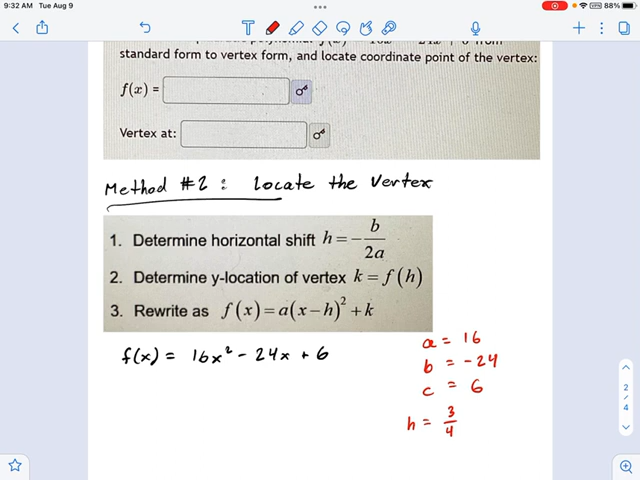 9:32 AM Tue Aug 9
88%
standard form to vertex form, and locate coordinate point of the vertex:
f(x) =
Vertex at:
Method #2 : Locate the Vertex
1. Determine horizontal shift h = -b/2a
2. Determine y-location of vertex k = f(h)
3. Rewrite as f(x) = a(x-h)² + k
f(x) = 16x² - 24x + 6
a = 16
b = -24
c = 6
h = 3/4
2
/
4